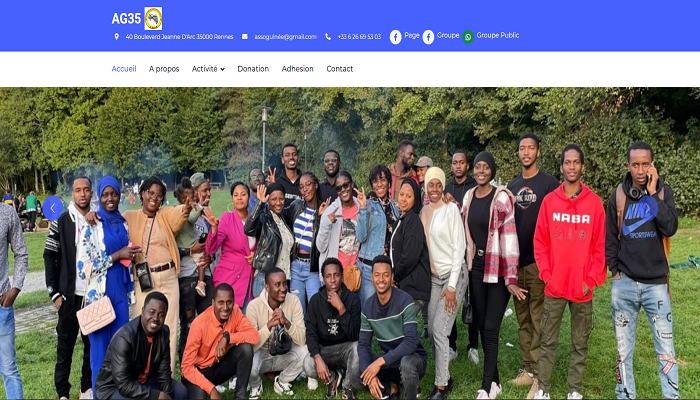 AG35
40 Boulevard Jeanne D'Arc 35000 Rennes
assoguinée@gmail.com
+33 6 26 69 53 03
Page
Groupe
Groupe Public
Accueil
A propos
Activité
Donation
Adhesion
Contact
NABA
NIKE
SPORTSWEAR